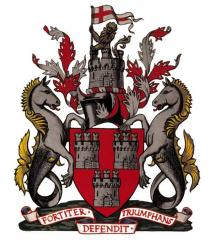 FORTITER · TRIUMPHANS
DEFENDIT ·